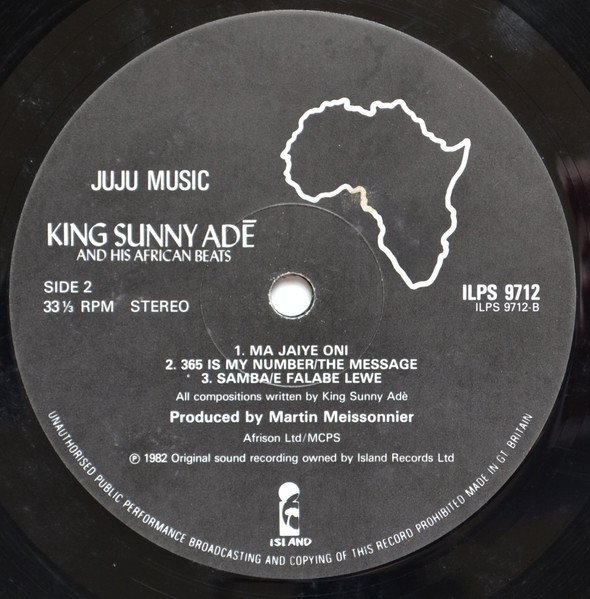 JUJU MUSIC
KING SUNNY ADĒ
AND HIS AFRICAN BEATS
SIDE 2
33⅓ RPM STEREO
ILPS 9712
ILPS 9712-B
1. MA JAIYE ONI
2. 365 IS MY NUMBER/THE MESSAGE
3. SAMBA/E FALABE LEWE
All compositions written by King Sunny Adè
Produced by Martin Meissonnier
Afrison Ltd/MCPS
℗ 1982 Original sound recording owned by Island Records Ltd
ISLAND
UNAUTHORISED PUBLIC PERFORMANCE BROADCASTING AND COPYING OF THIS RECORD PROHIBITED MADE IN GT BRITAIN